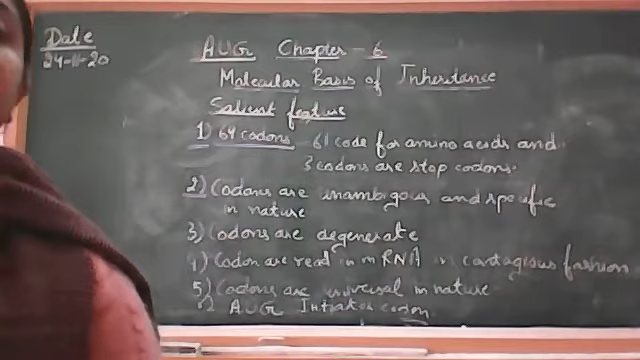 Date
24-11-20
AUG Chapter - 6
Molecular Basis of Inheritance
Salient feature
1) 64 codons - 61 code for amino acids and
3 codons are stop codons.
2) Codons are unambigous and specific
in nature
3) Codons are degenerate
4) Codon are read in m RNA in contagious fashion
5) Codons are universal in nature
AUG Initiator codon